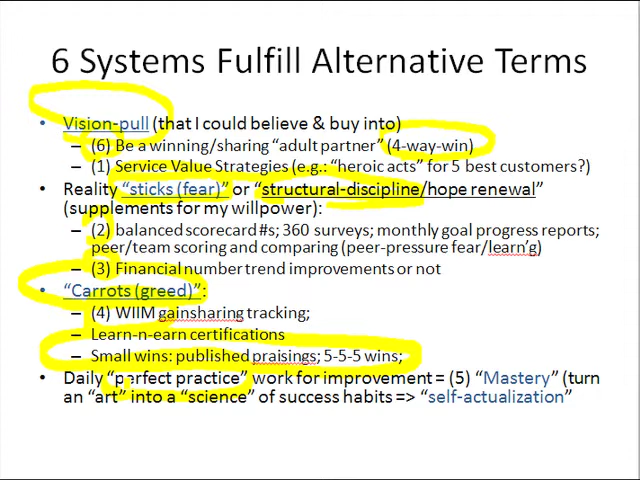 6 Systems Fulfill Alternative Terms
• Vision-pull (that I could believe & buy into)
– (6) Be a winning/sharing “adult partner” (4-way-win)
– (1) Service Value Strategies (e.g.: “heroic acts” for 5 best customers?)
• Reality “sticks (fear)” or “structural-discipline/hope renewal”
(supplements for my willpower):
– (2) balanced scorecard #s; 360 surveys; monthly goal progress reports;
peer/team scoring and comparing (peer-pressure fear/learn’g)
– (3) Financial number trend improvements or not
• “Carrots (greed)”:
– (4) WIIM gainsharing tracking;
– Learn-n-earn certifications
– Small wins: published praisings; 5-5-5 wins;
• Daily “perfect practice” work for improvement = (5) “Mastery” (turn
an “art” into a “science” of success habits => “self-actualization”